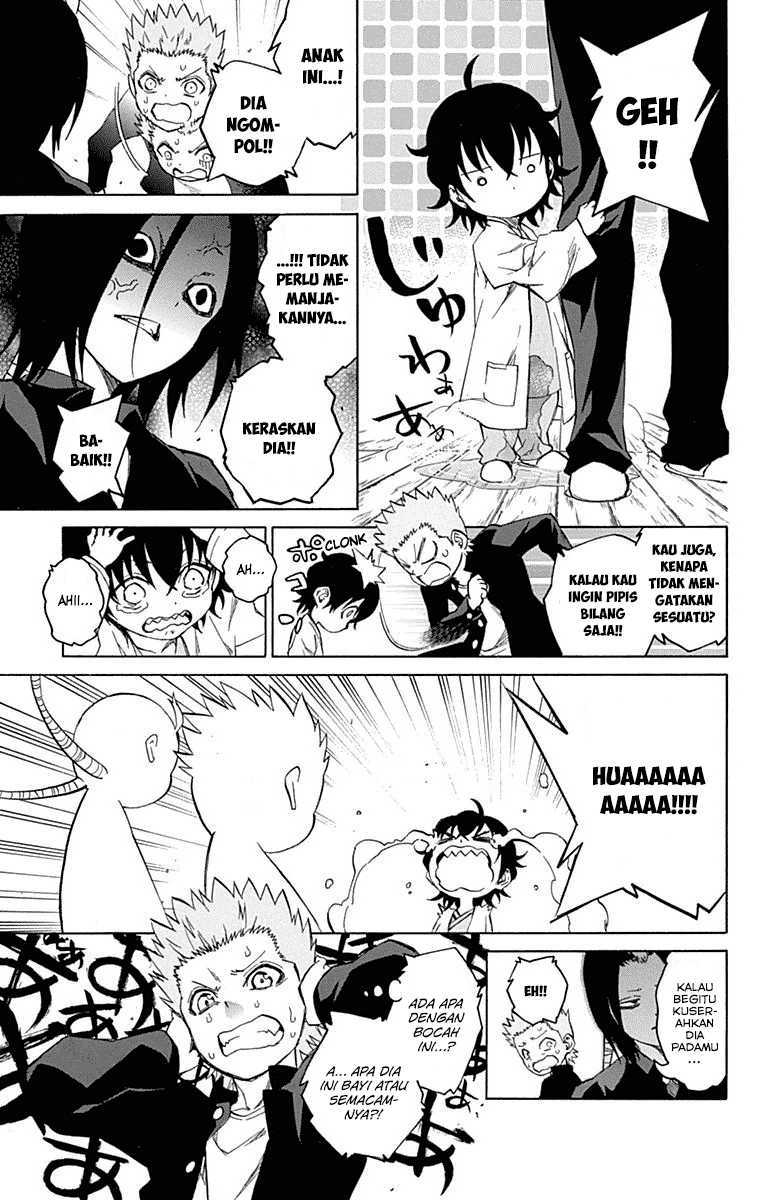 GEH
!!
じゅわぁぁ
ANAK
INI...!
DIA
NGOM-
POL!!
...!!! TIDAK
PERLU ME-
MANJA-
KANNYA...
KERASKAN
DIA!!
BA-
BAIK!!
KAU JUGA,
KENAPA
TIDAK MEN-
GATAKAN
SESUATU?
KALAU KAU
INGIN PIPIS
BILANG
SAJA!!
CLONK
AH...
AHII...
HUAAAAAA
AAAAA!!!!
KALAU
BEGITU
KUSER-
AHKAN
DIA
PADAMU
...
EH!!
ADA APA
DENGAN
BOCAH
INI...?
A... APA DIA
INI BAYI ATAU
SEMACAM-
NYA?!